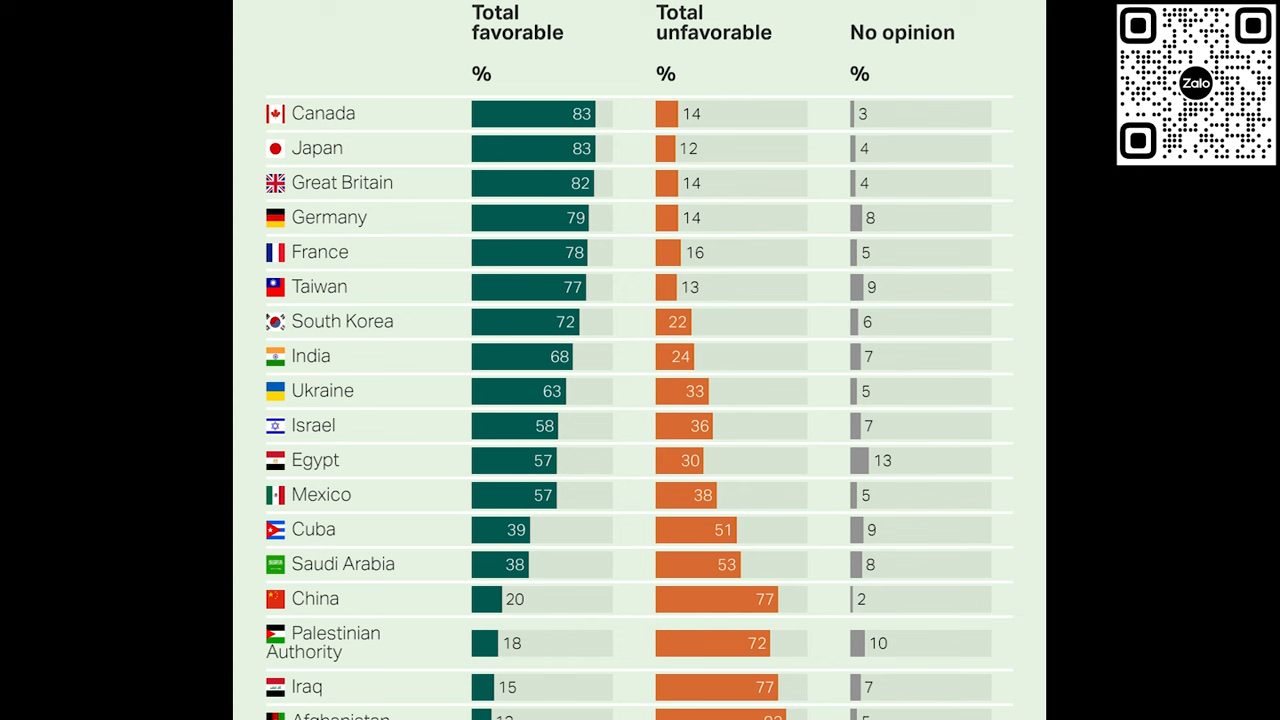 Total favorable Total unfavorable No opinion
% % %
Canada 83 14 3
Japan 83 12 4
Great Britain 82 14 4
Germany 79 14 8
France 78 16 5
Taiwan 77 13 9
South Korea 72 22 6
India 68 24 7
Ukraine 63 33 5
Israel 58 36 7
Egypt 57 30 13
Mexico 57 38 5
Cuba 39 51 9
Saudi Arabia 38 53 8
China 20 77 2
Palestinian Authority 18 72 10
Iraq 15 77 7
Afghanistan
Zalo